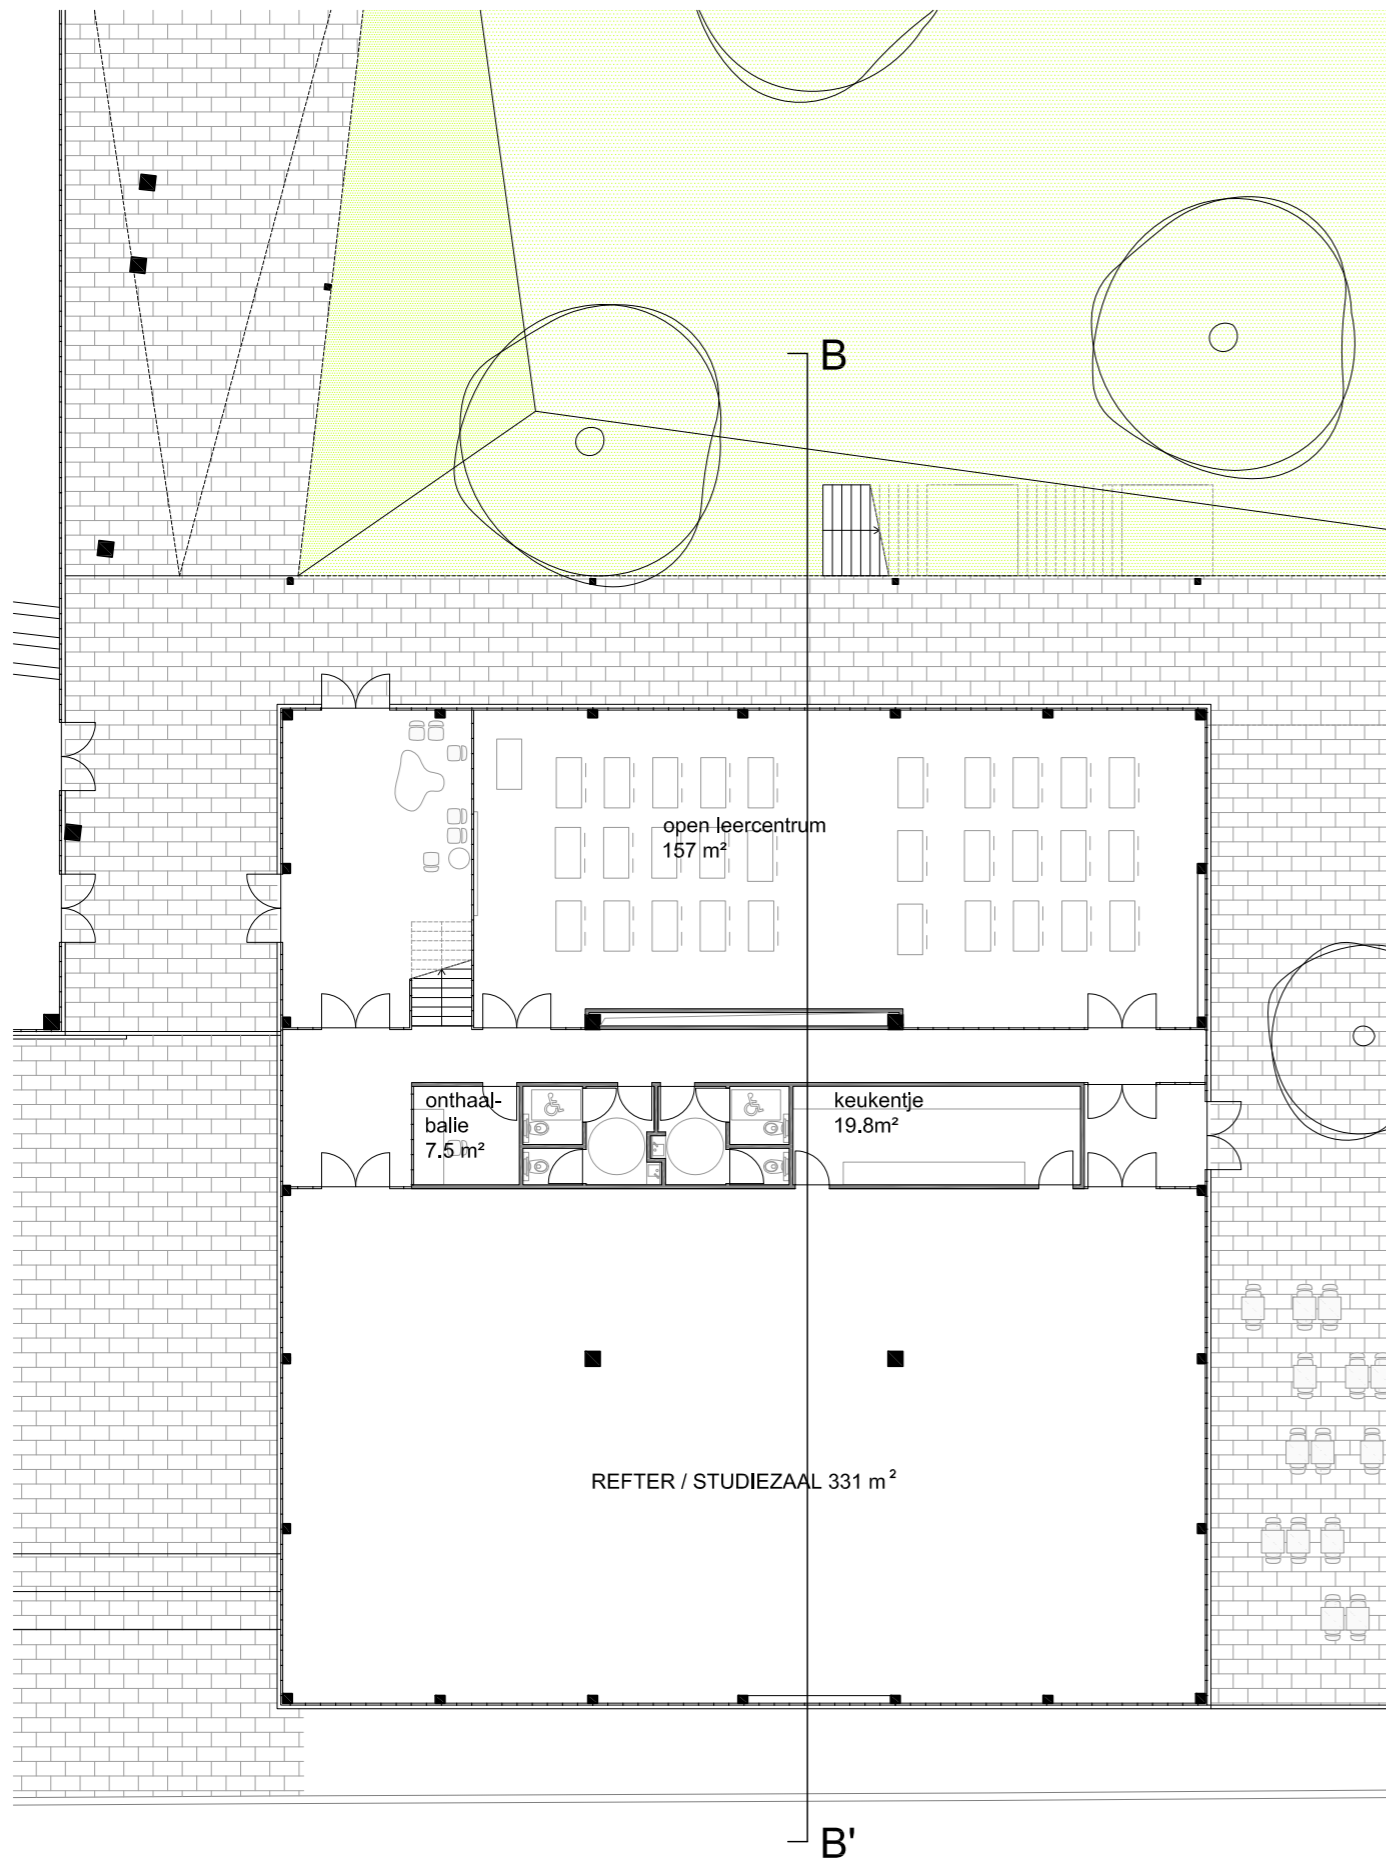 B
open leercentrum
157 m²
onthaal-
balie
7.5 m²
keukentje
19.8m²
REFTER / STUDIEZAAL 331 m²
B'